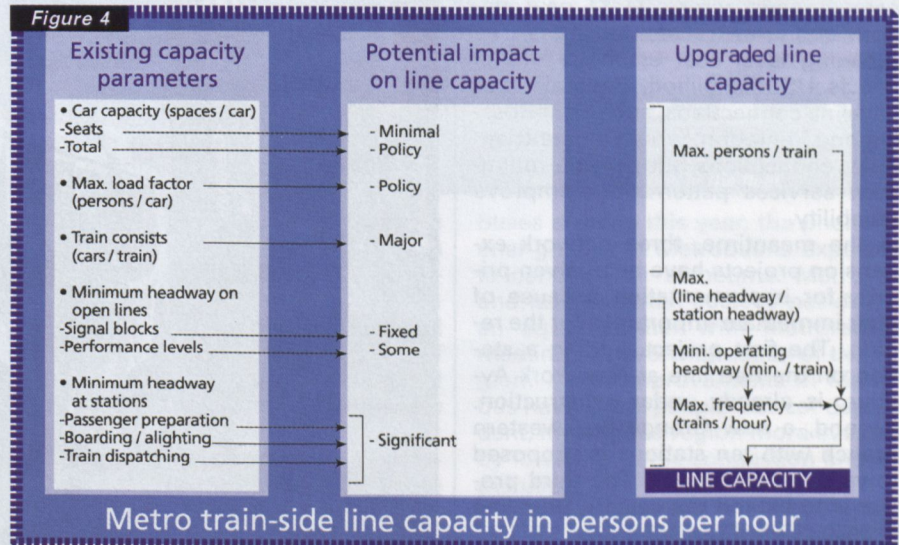 Figure 4
Existing capacity
parameters
• Car capacity (spaces / car)
-Seats
-Total
• Max. load factor
(persons / car)
• Train consists
(cars / train)
• Minimum headway on
open lines
-Signal blocks
-Performance levels
• Minimum headway
at stations
-Passenger preparation
-Boarding / alighting
-Train dispatching
Potential impact
on line capacity
- Minimal
- Policy
- Policy
- Major
- Fixed
- Some
- Significant
Upgraded line
capacity
Max. persons / train
Max.
(line headway /
station headway)
Mini. operating
headway (min. / train)
Max. frequency
(trains / hour)
LINE CAPACITY
Metro train-side line capacity in persons per hour